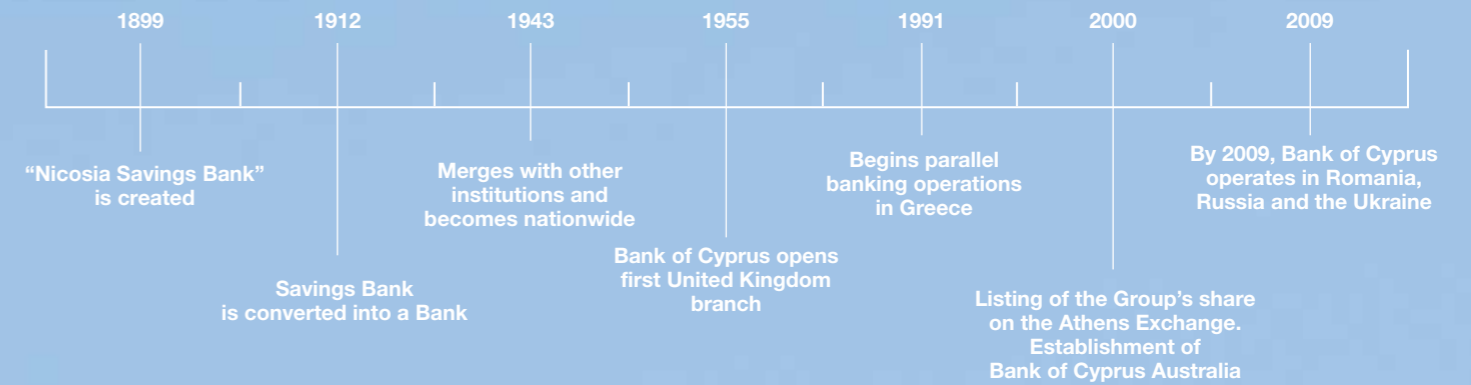 1899
1912
1943
1955
1991
2000
2009
“Nicosia Savings Bank”
is created
Savings Bank
is converted into a Bank
Merges with other
institutions and
becomes nationwide
Bank of Cyprus opens
first United Kingdom
branch
Begins parallel
banking operations
in Greece
Listing of the Group’s share
on the Athens Exchange.
Establishment of
Bank of Cyprus Australia
By 2009, Bank of Cyprus
operates in Romania,
Russia and the Ukraine